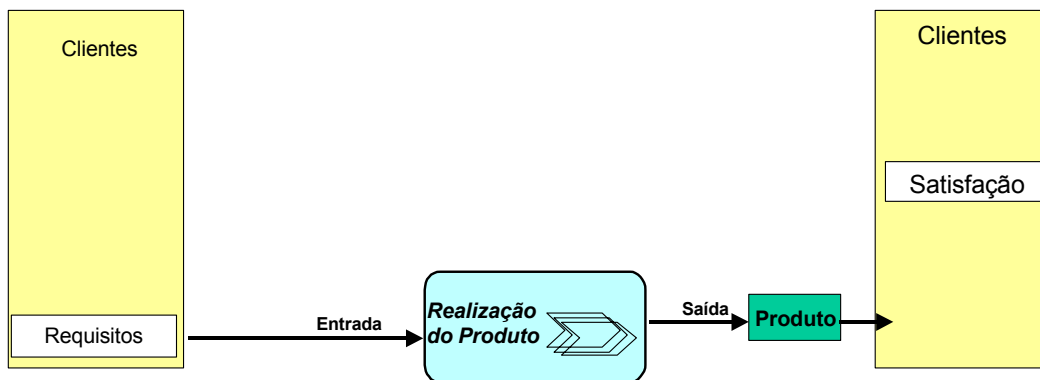 Clientes
Requisitos
Entrada
Realização
do Produto
Saída
Produto
Clientes
Satisfação